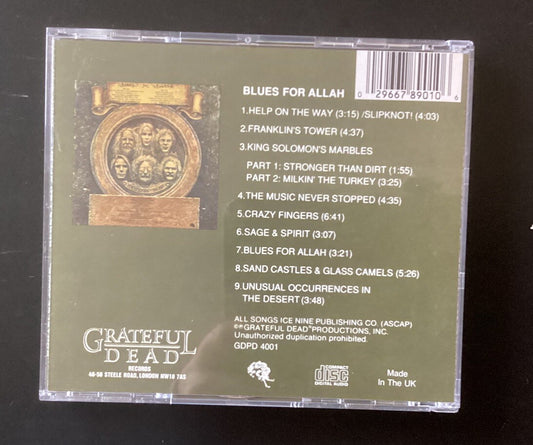 BLUES FOR ALLAH
0 29667 89010 6
1.HELP ON THE WAY (3:15) /SLIPKNOT! (4:03)
2.FRANKLIN'S TOWER (4:37)
3.KING SOLOMON'S MARBLES
PART 1: STRONGER THAN DIRT (1:55)
PART 2: MILKIN' THE TURKEY (3:25)
4.THE MUSIC NEVER STOPPED (4:35)
5.CRAZY FINGERS (6:41)
6.SAGE & SPIRIT (3:07)
7.BLUES FOR ALLAH (3:21)
8.SAND CASTLES & GLASS CAMELS (5:26)
9.UNUSUAL OCCURRENCES IN
THE DESERT (3:48)
ALL SONGS ICE NINE PUBLISHING CO. (ASCAP)
©℗ GRATEFUL DEAD PRODUCTIONS, INC.
Unauthorized duplication prohibited.
GDPD 4001
GRATEFUL
DEAD
RECORDS
46-50 STEELE ROAD, LONDON NW10 7AS
COMPACT
disc
DIGITAL AUDIO
Made
In The UK